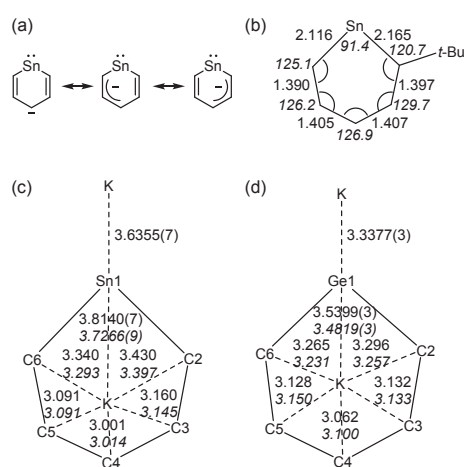 (a)
Sn Sn Sn
− − −
(b)
Sn
2.116 2.165
91.4
t-Bu
125.1 120.7
1.390 1.397
126.2 129.7
1.405 1.407
126.9
(c)
K
3.6355(7)
Sn1
3.8140(7)
3.7266(9)
C6 3.340 3.430 C2
3.293 3.397
3.091 K 3.160
3.091 3.145
C5 3.001 C3
3.014
C4
(d)
K
3.3377(3)
Ge1
3.5399(3)
3.4819(3)
C6 3.265 3.296 C2
3.231 3.257
3.128 K 3.132
3.150 3.133
C5 3.062 C3
3.100
C4